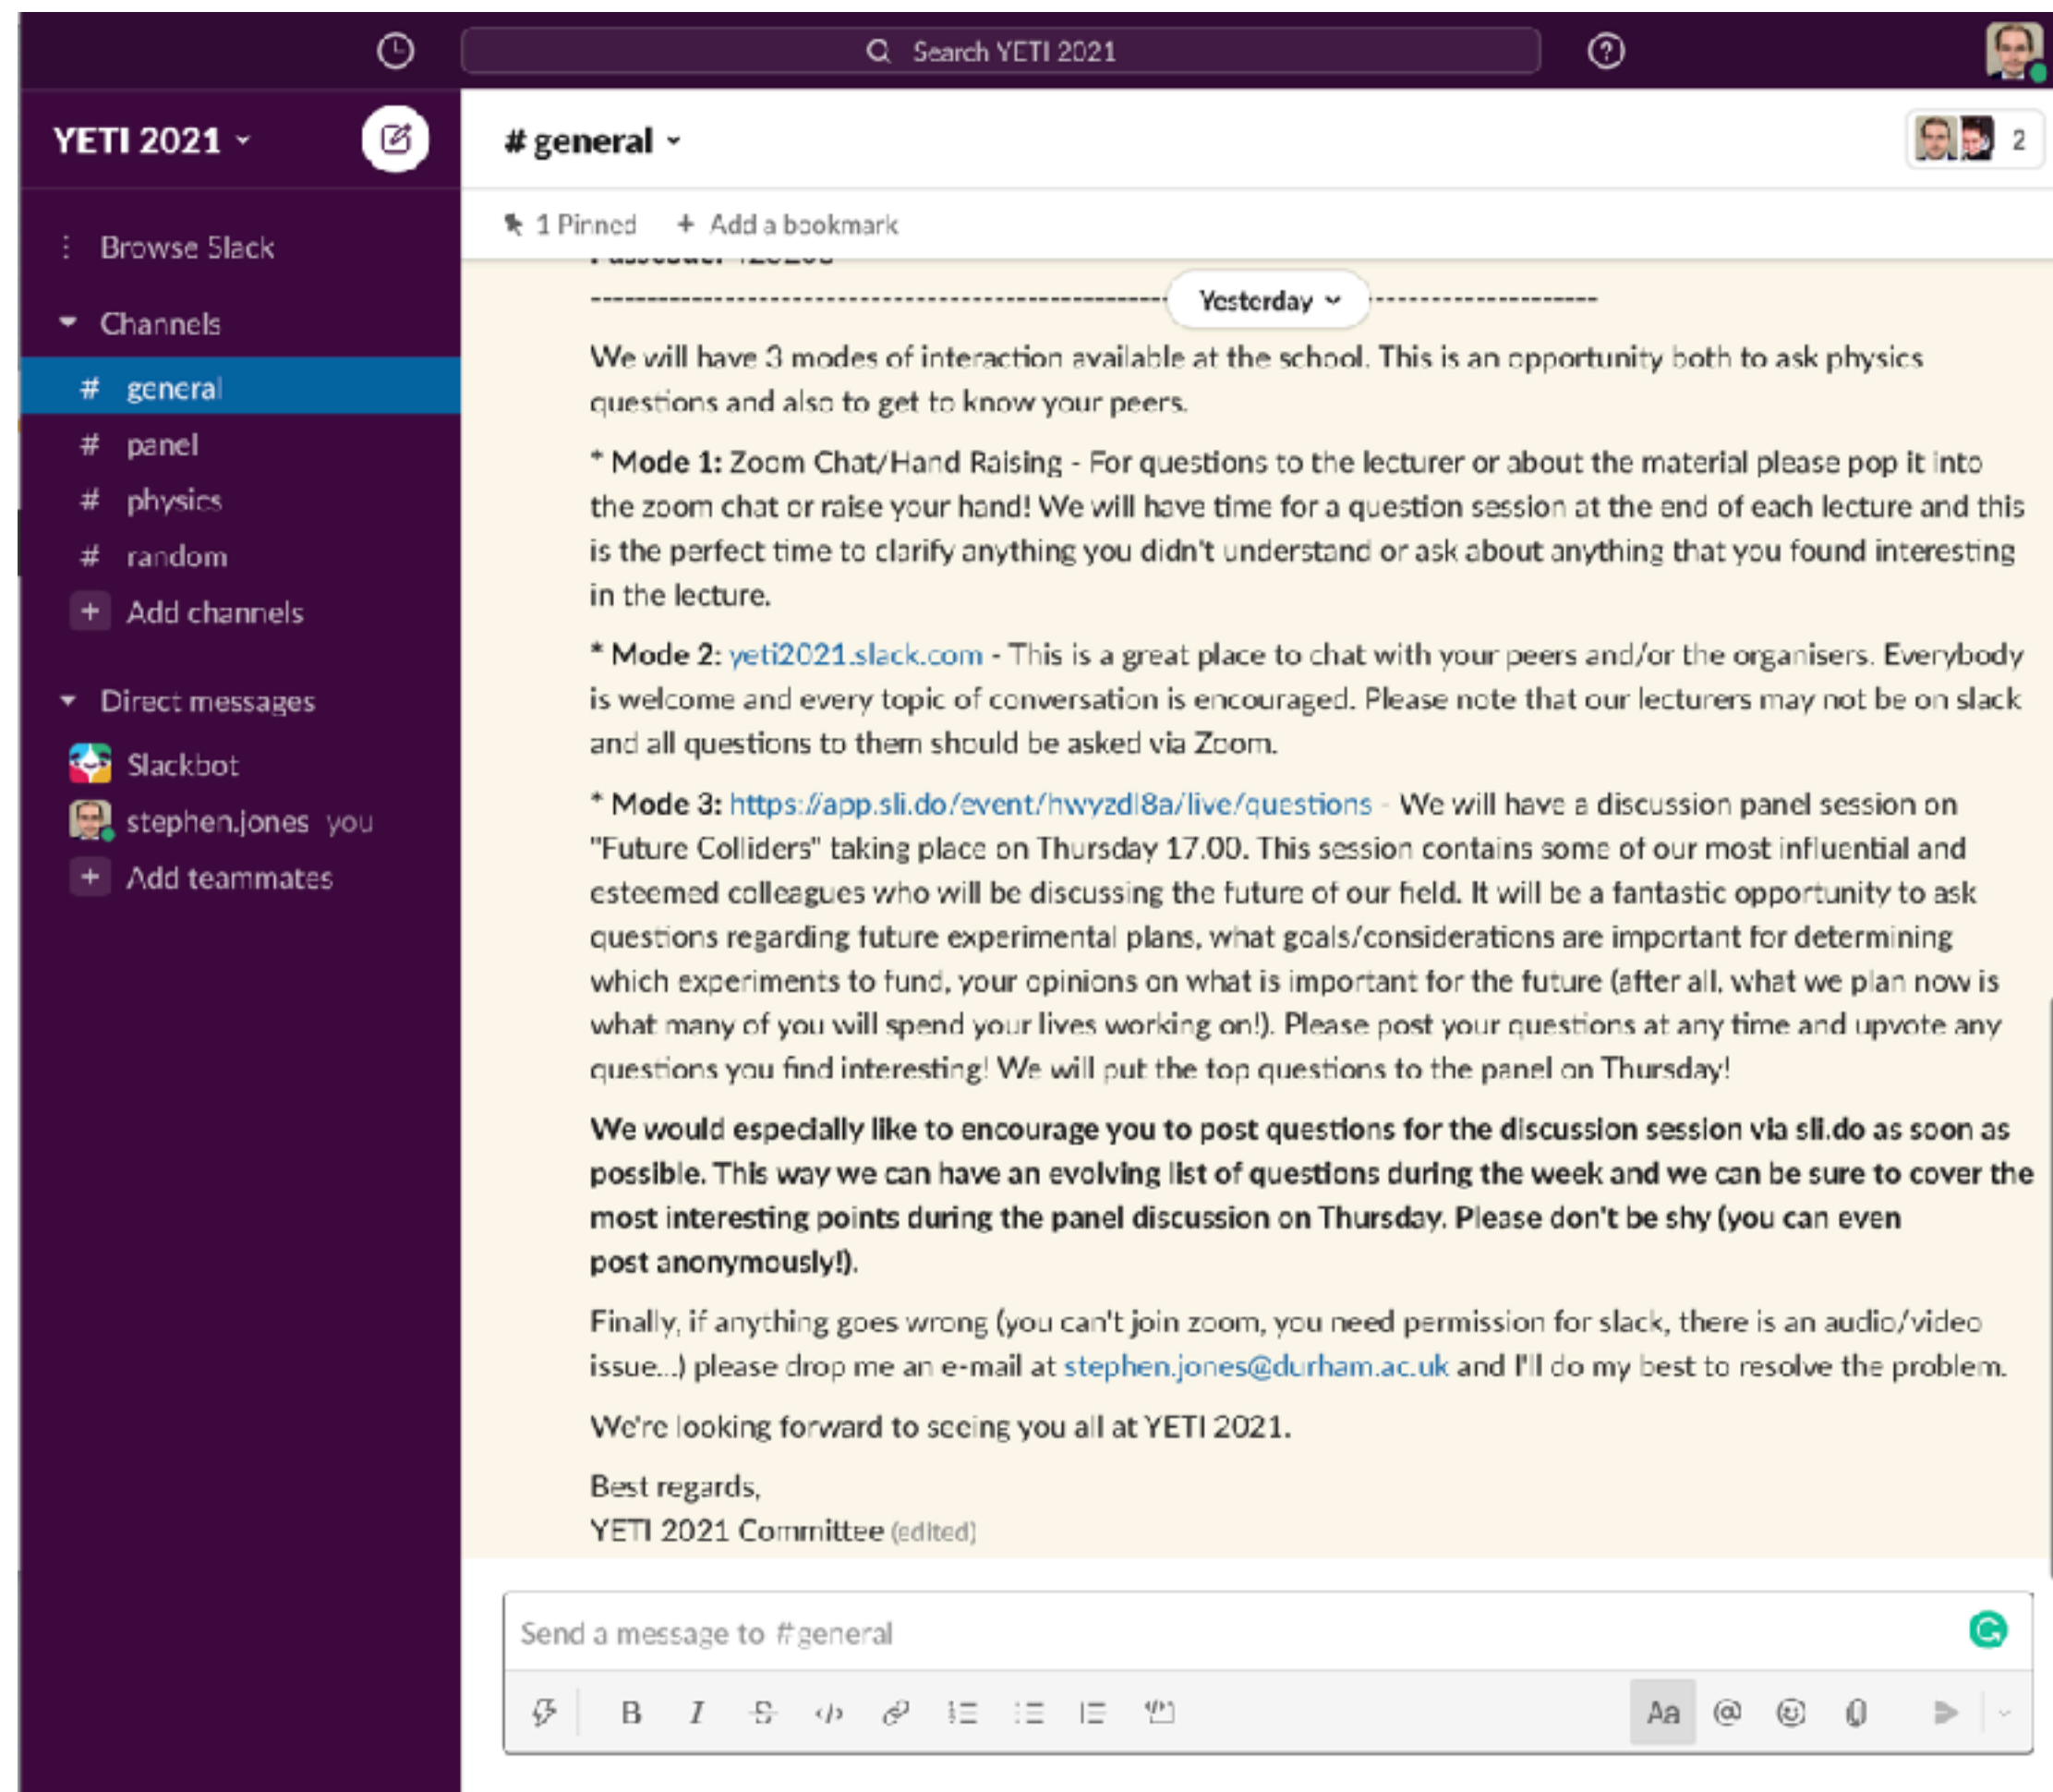 Search YETI 2021
YETI 2021
# general
2
1 Pinned + Add a bookmark
Browse Slack
Channels
# general
# panel
# physics
# random
+ Add channels
Direct messages
Slackbot
stephen.jones you
+ Add teammates
Yesterday
We will have 3 modes of interaction available at the school. This is an opportunity both to ask physics
questions and also to get to know your peers.
* Mode 1: Zoom Chat/Hand Raising - For questions to the lecturer or about the material please pop it into
the zoom chat or raise your hand! We will have time for a question session at the end of each lecture and this
is the perfect time to clarify anything you didn't understand or ask about anything that you found interesting
in the lecture.
* Mode 2: yeti2021.slack.com - This is a great place to chat with your peers and/or the organisers. Everybody
is welcome and every topic of conversation is encouraged. Please note that our lecturers may not be on slack
and all questions to them should be asked via Zoom.
* Mode 3: https://app.sli.do/event/hwyzdl8a/live/questions - We will have a discussion panel session on
"Future Colliders" taking place on Thursday 17.00. This session contains some of our most influential and
esteemed colleagues who will be discussing the future of our field. It will be a fantastic opportunity to ask
questions regarding future experimental plans, what goals/considerations are important for determining
which experiments to fund, your opinions on what is important for the future (after all, what we plan now is
what many of you will spend your lives working on!). Please post your questions at any time and upvote any
questions you find interesting! We will put the top questions to the panel on Thursday!
We would especially like to encourage you to post questions for the discussion session via sli.do as soon as
possible. This way we can have an evolving list of questions during the week and we can be sure to cover the
most interesting points during the panel discussion on Thursday. Please don't be shy (you can even
post anonymously!).
Finally, if anything goes wrong (you can't join zoom, you need permission for slack, there is an audio/video
issue...) please drop me an e-mail at stephen.jones@durham.ac.uk and I'll do my best to resolve the problem.
We're looking forward to seeing you all at YETI 2021.
Best regards,
YETI 2021 Committee (edited)
Send a message to #general
B I S </> Aa @